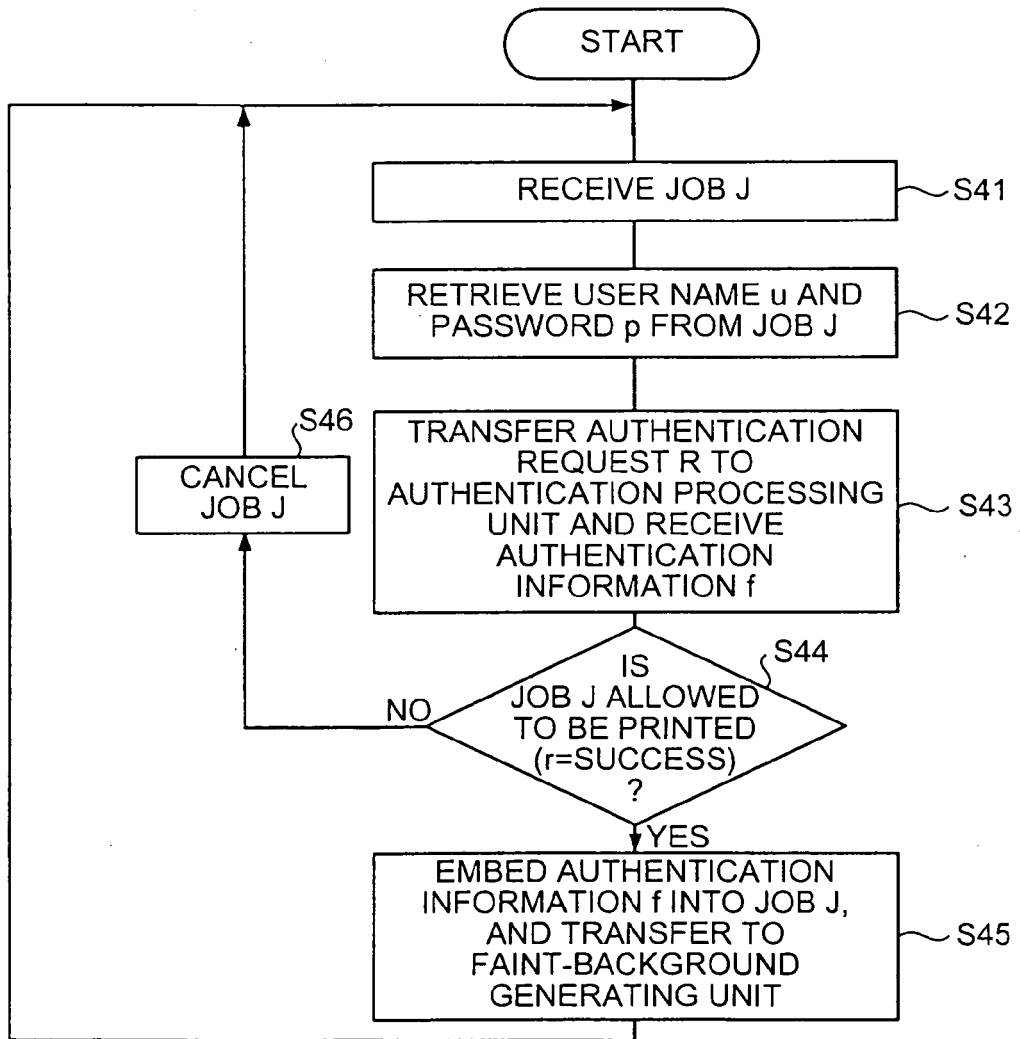 START
RECEIVE JOB J
S41
RETRIEVE USER NAME u AND
PASSWORD p FROM JOB J
S42
S46
CANCEL
JOB J
TRANSFER AUTHENTICATION
REQUEST R TO
AUTHENTICATION PROCESSING
UNIT AND RECEIVE
AUTHENTICATION
INFORMATION f
S43
S44
IS
JOB J ALLOWED
TO BE PRINTED
(r=SUCCESS)
?
NO
YES
EMBED AUTHENTICATION
INFORMATION f INTO JOB J,
AND TRANSFER TO
FAINT-BACKGROUND
GENERATING UNIT
S45